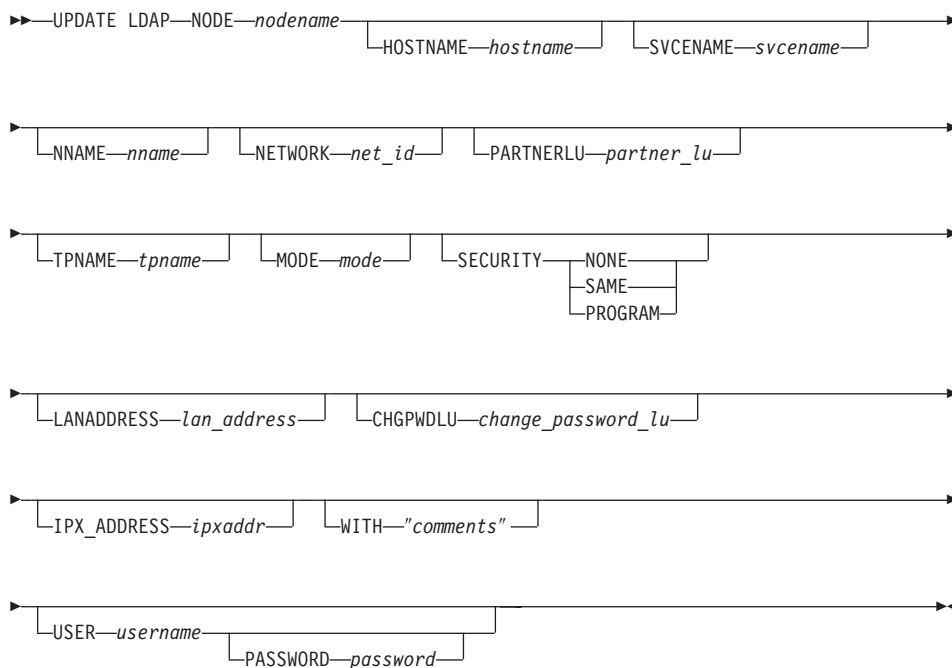 UPDATE LDAP NODE nodename
HOSTNAME hostname SVCENAME svcename
NNAME nname NETWORK net_id PARTNERLU partner_lu
TPNAME tpname MODE mode SECURITY NONE
SAME
PROGRAM
LANADDRESS lan_address CHGPWDLU change_password_lu
IPX_ADDRESS ipxaddr WITH "comments"
USER username
PASSWORD password